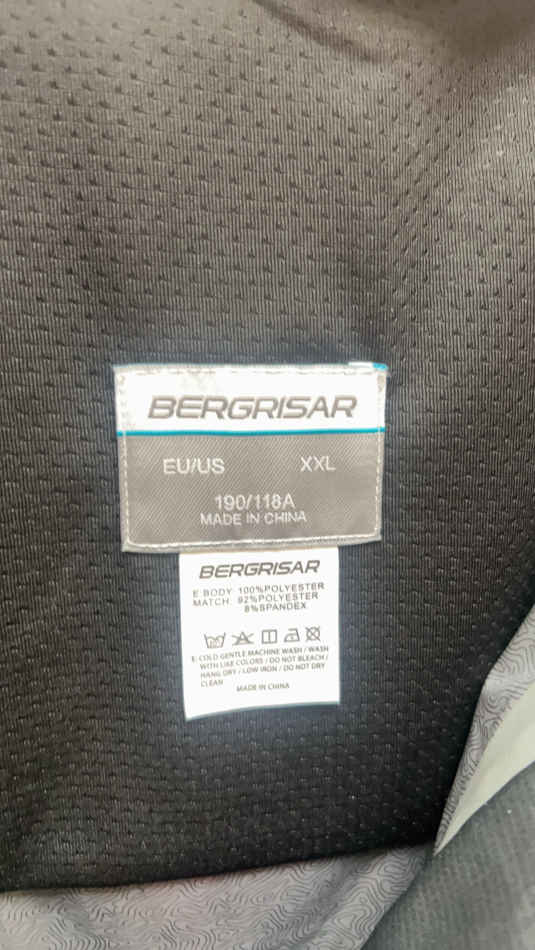 BERGRISAR
EU/US XXL
190/118A
MADE IN CHINA
BERGRISAR
E BODY: 100%POLYESTER
MATCH: 92%POLYESTER
8%SPANDEX
E: COLD GENTLE MACHINE WASH / WASH
WITH LIKE COLORS / DO NOT BLEACH /
HANG DRY / LOW IRON / DO NOT DRY
CLEAN
MADE IN CHINA